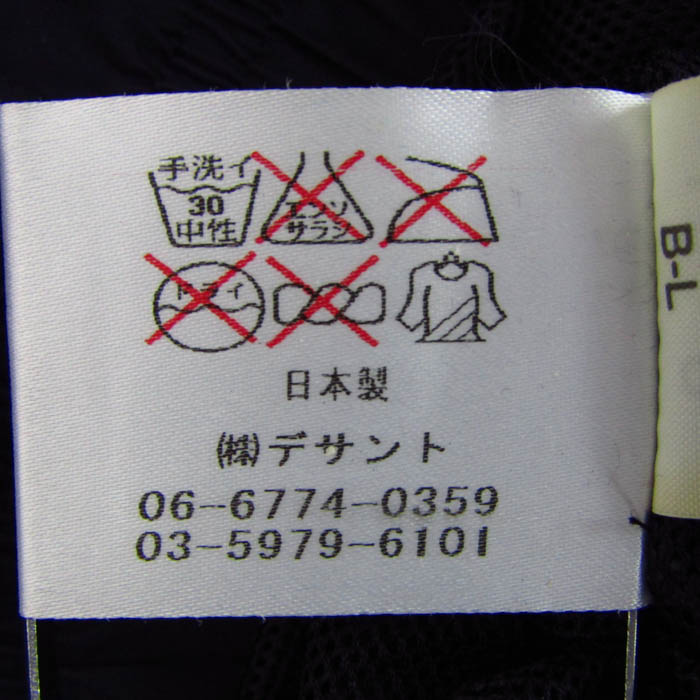 手洗イ
30
中性
エンソ
サラシ
ドライ
日本製
㈱デサント
06-6774-0359
03-5979-6101
B-L